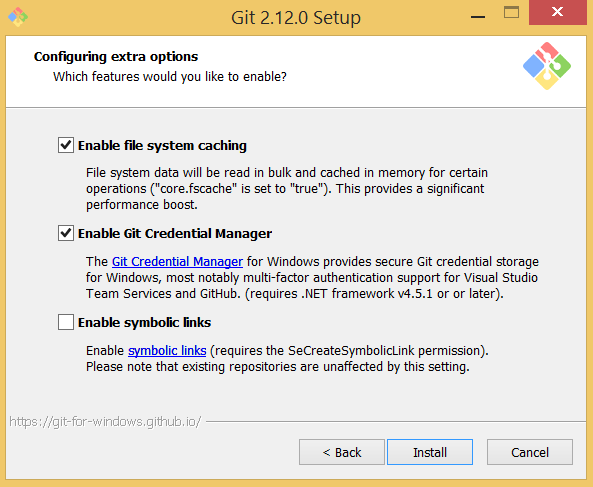 Git 2.12.0 Setup
Configuring extra options
Which features would you like to enable?
Enable file system caching
File system data will be read in bulk and cached in memory for certain
operations ("core.fscache" is set to "true"). This provides a significant
performance boost.
Enable Git Credential Manager
The Git Credential Manager for Windows provides secure Git credential storage
for Windows, most notably multi-factor authentication support for Visual Studio
Team Services and GitHub. (requires .NET framework v4.5.1 or or later).
Enable symbolic links
Enable symbolic links (requires the SeCreateSymbolicLink permission).
Please note that existing repositories are unaffected by this setting.
https://git-for-windows.github.io/
< Back
Install
Cancel